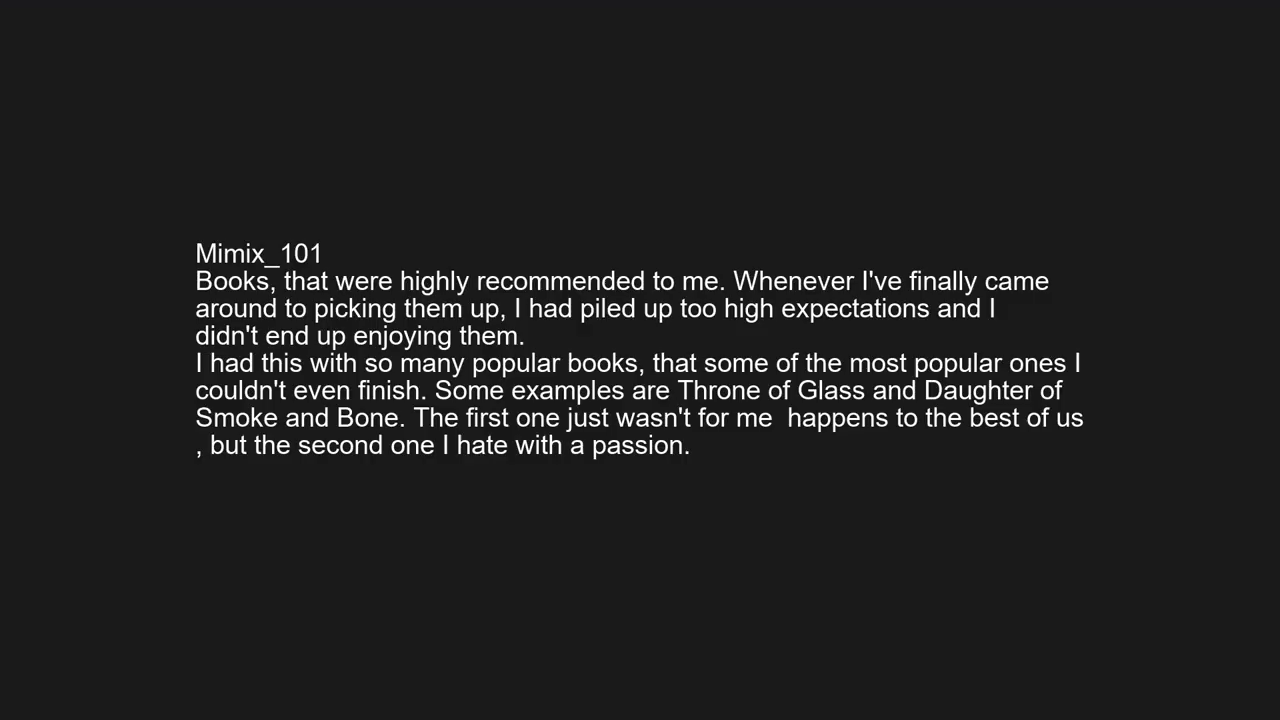 Mimix_101
Books, that were highly recommended to me. Whenever I've finally came
around to picking them up, I had piled up too high expectations and I
didn't end up enjoying them.
I had this with so many popular books, that some of the most popular ones I
couldn't even finish. Some examples are Throne of Glass and Daughter of
Smoke and Bone. The first one just wasn't for me  happens to the best of us
, but the second one I hate with a passion.